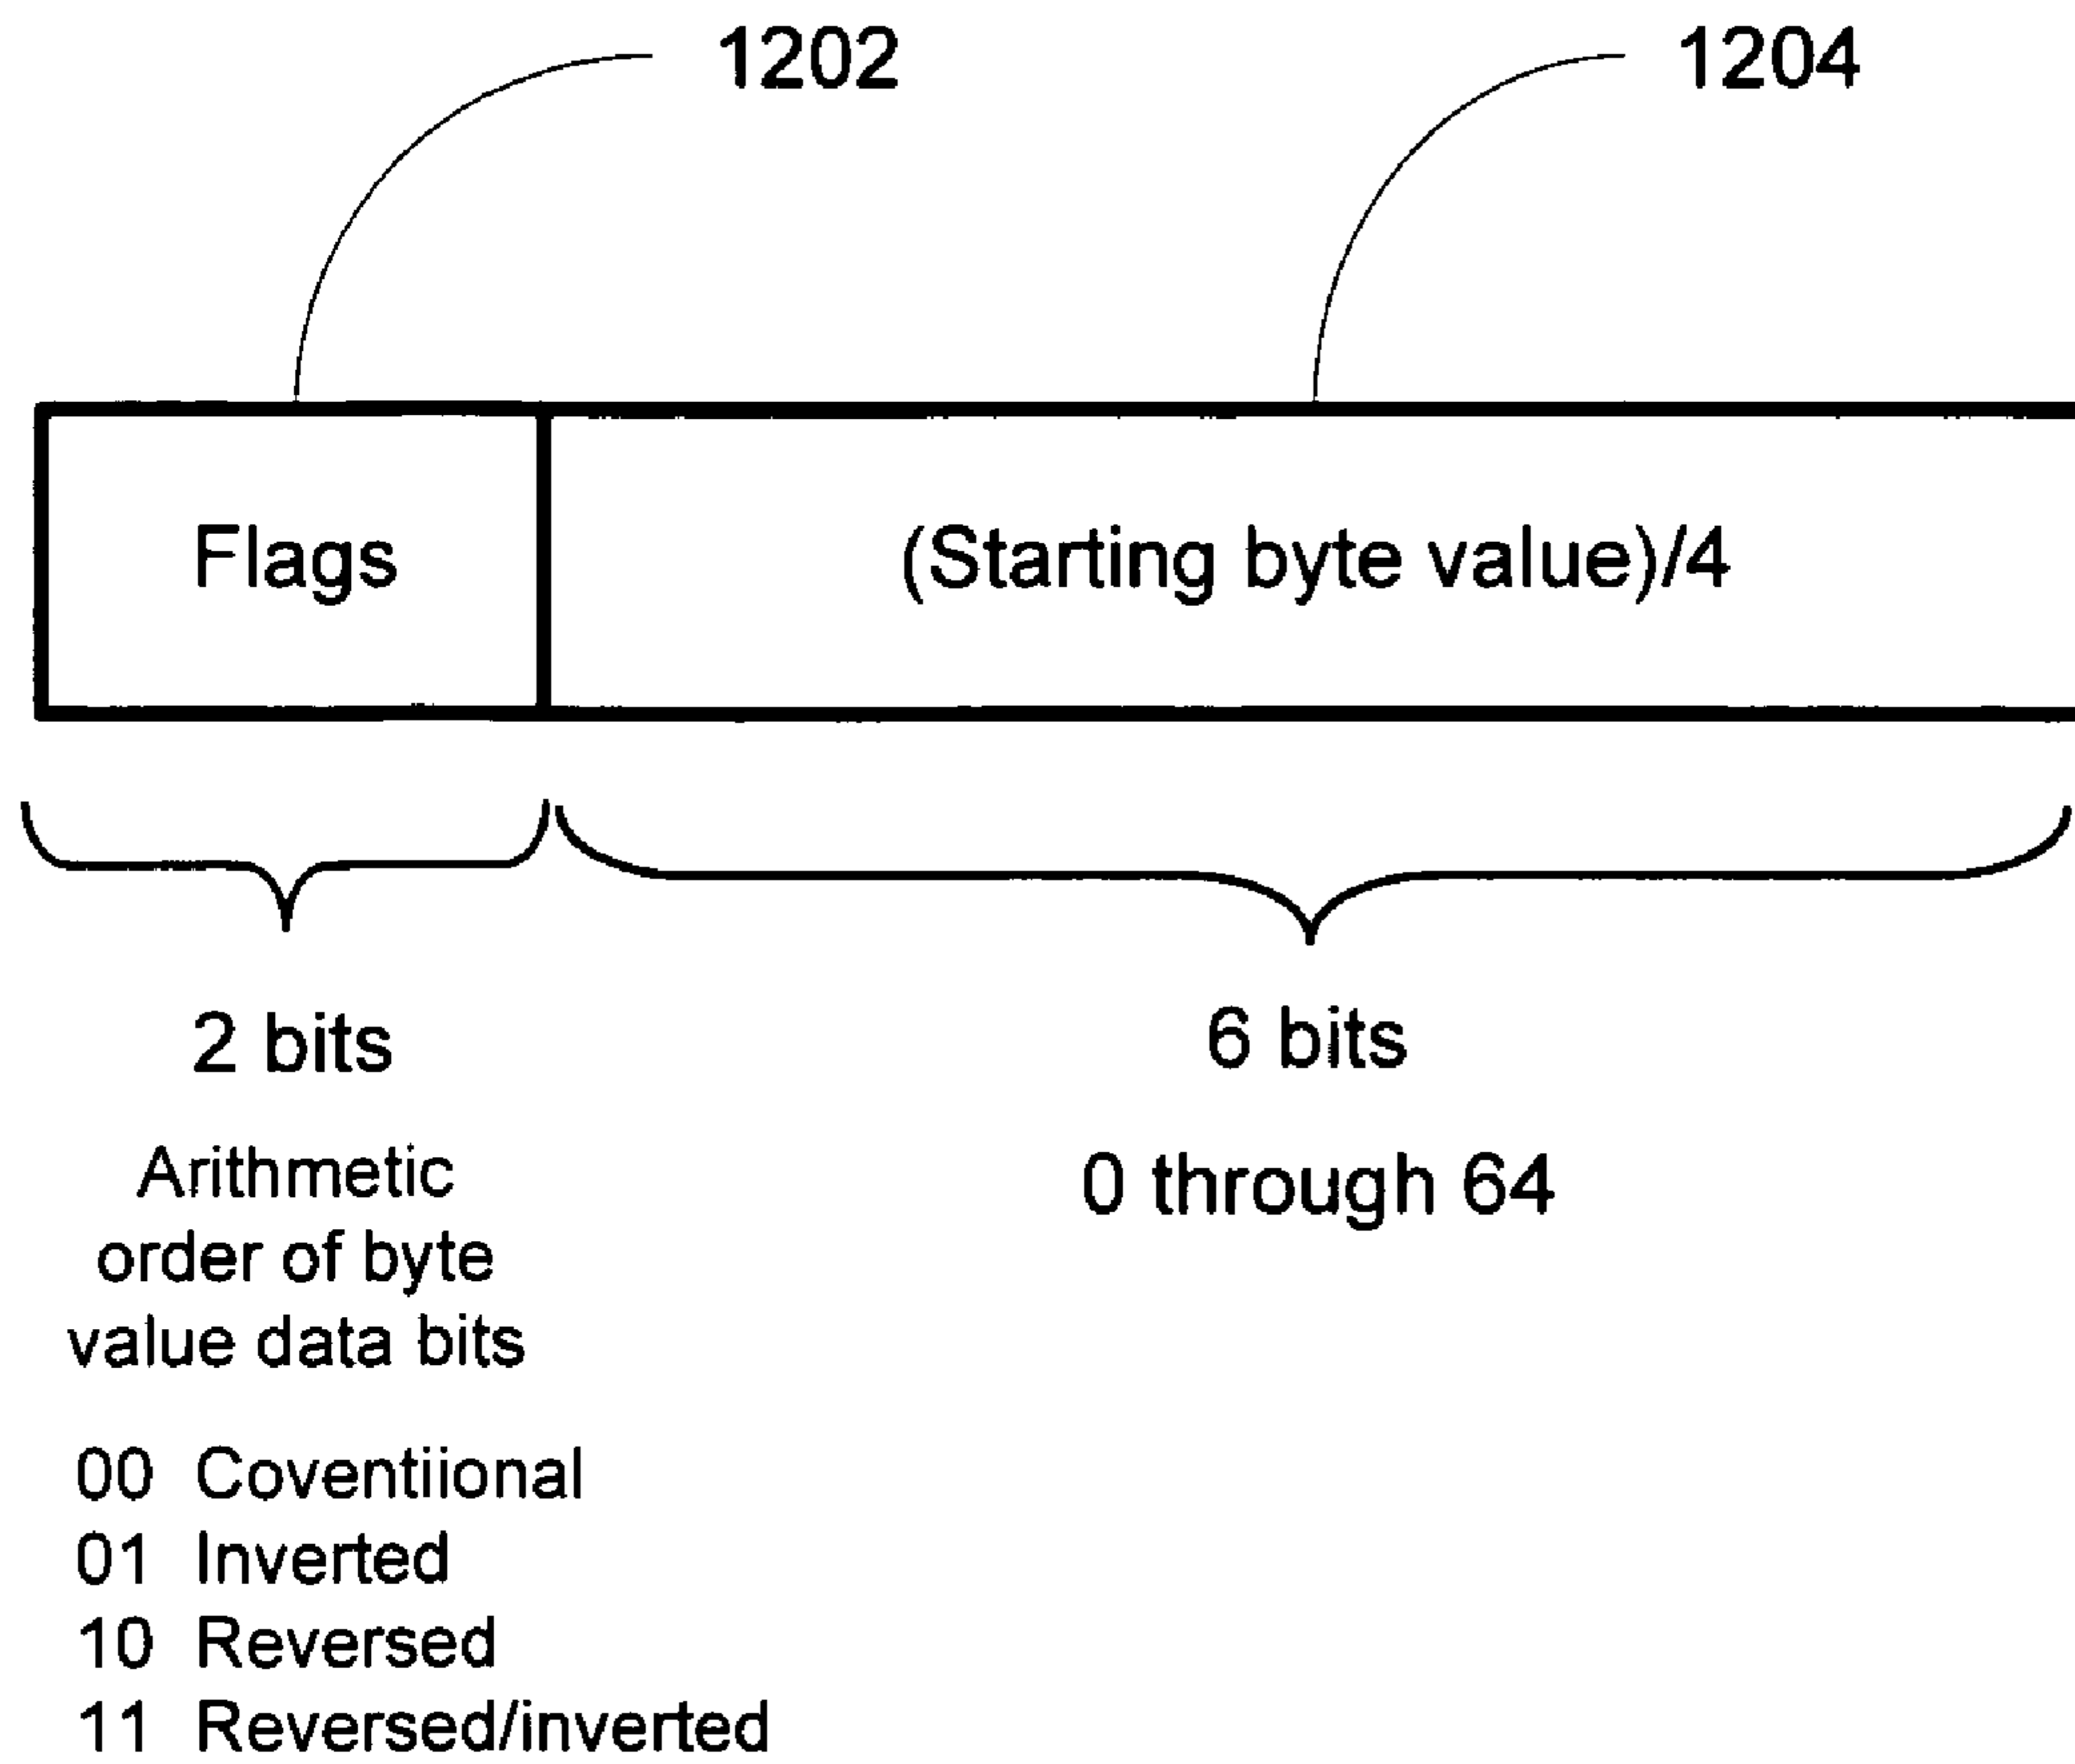 1202
1204
Flags
(Starting byte value)/4
2 bits
6 bits
Arithmetic
order of byte
value data bits
0 through 64
00 Coventiional
01 Inverted
10 Reversed
11 Reversed/inverted